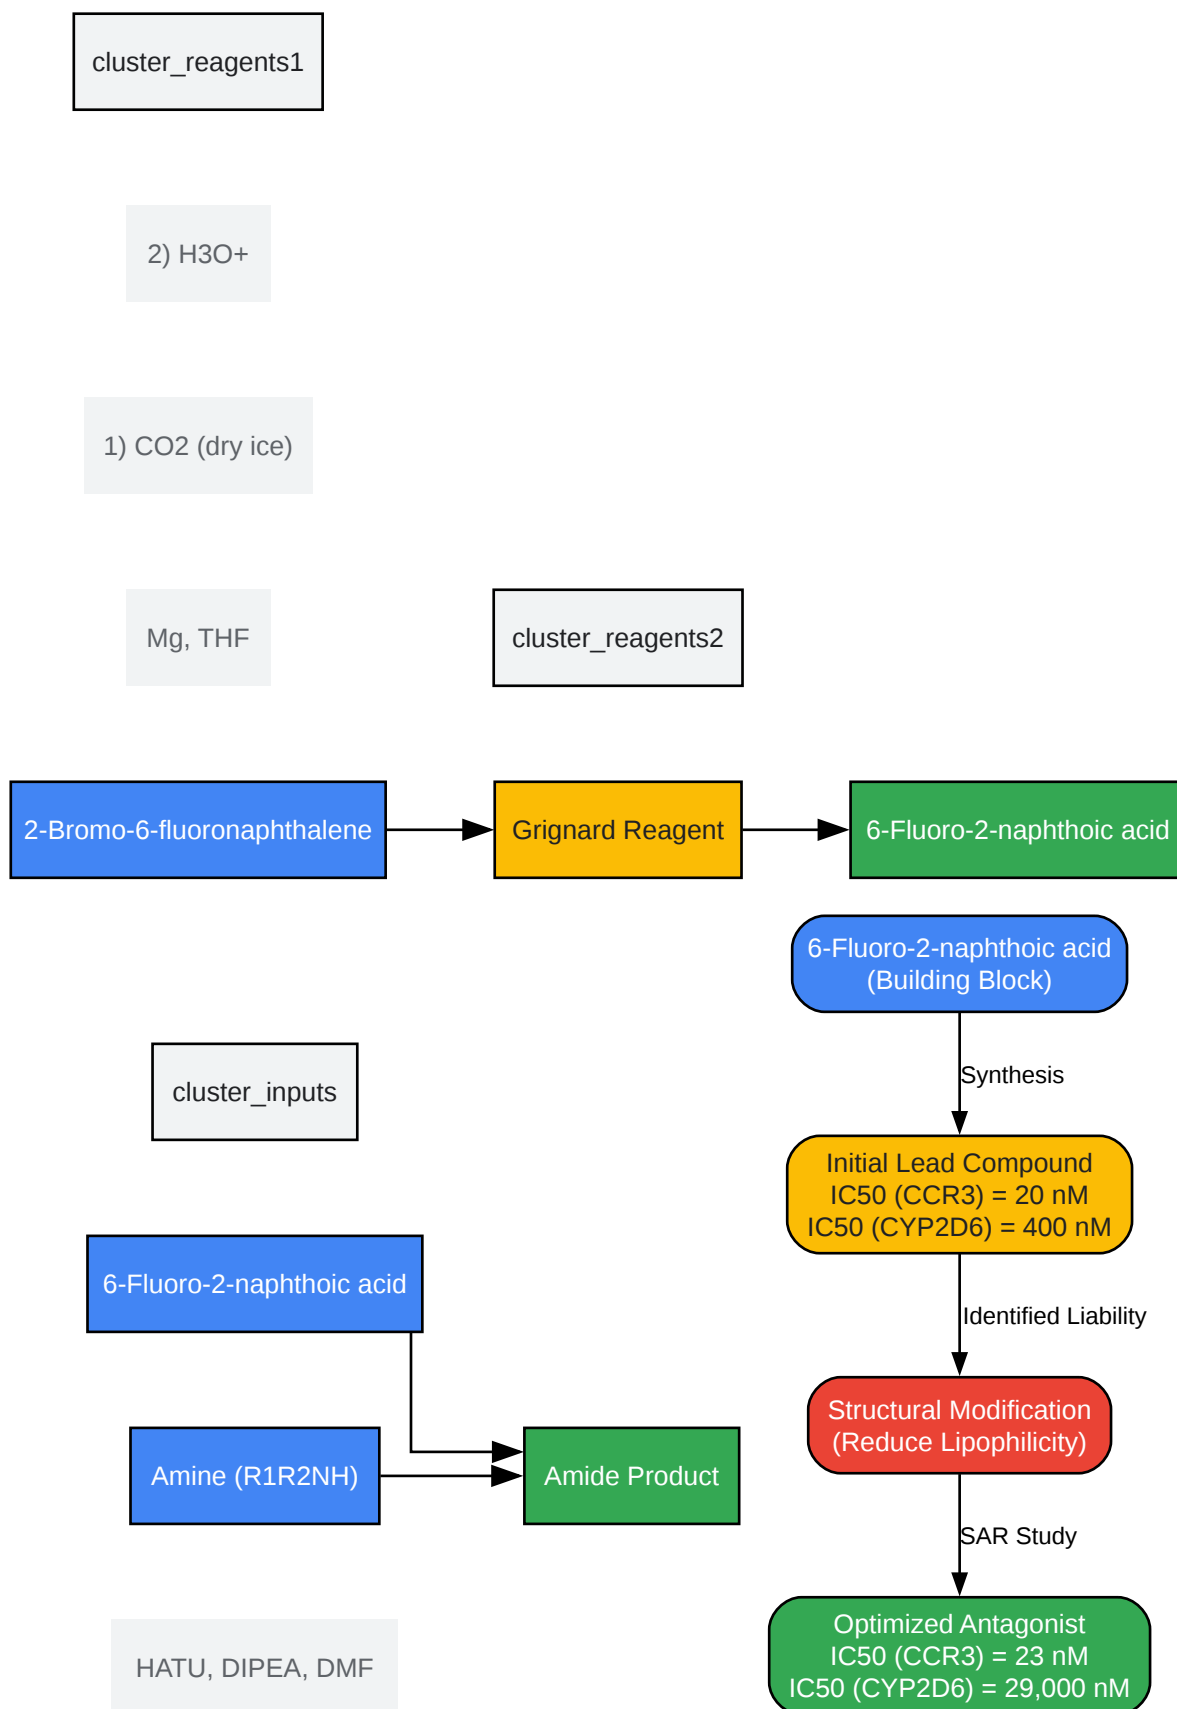 cluster_reagents1
2) H3O+
1) CO2 (dry ice)
Mg, THF
cluster_reagents2
2-Bromo-6-fluoronaphthalene
Grignard Reagent
6-Fluoro-2-naphthoic acid
6-Fluoro-2-naphthoic acid
(Building Block)
Synthesis
cluster_inputs
Initial Lead Compound
IC50 (CCR3) = 20 nM
IC50 (CYP2D6) = 400 nM
6-Fluoro-2-naphthoic acid
Identified Liability
Structural Modification
(Reduce Lipophilicity)
Amine (R1R2NH)
Amide Product
SAR Study
HATU, DIPEA, DMF
Optimized Antagonist
IC50 (CCR3) = 23 nM
IC50 (CYP2D6) = 29,000 nM